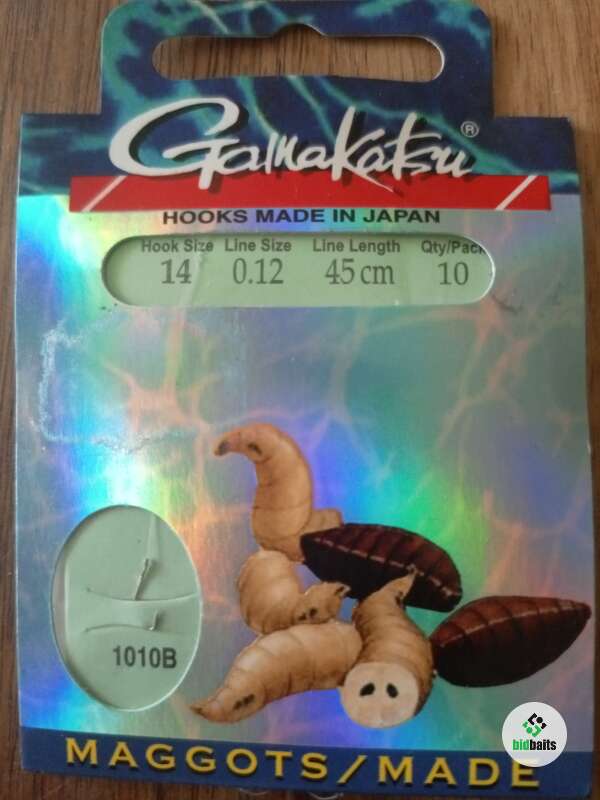 Gamakatsu®
HOOKS MADE IN JAPAN
Hook Size Line Size Line Length Qty/Pack
14 0.12 45 cm 10
1010B
MAGGOTS/MADE
bidbaits